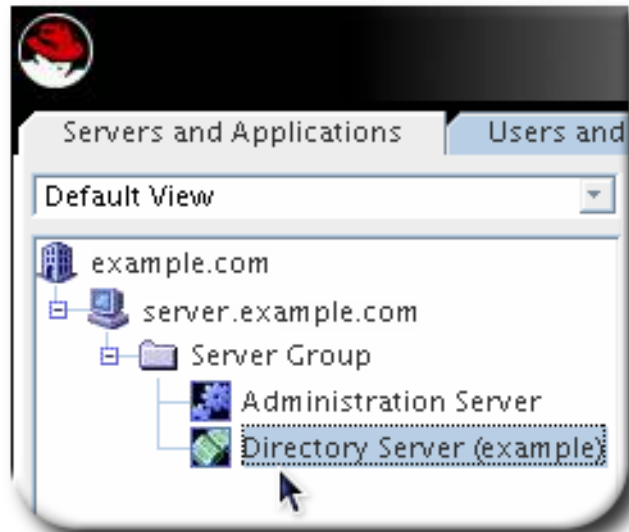 Servers and Applications Users and
Default View
example.com
server.example.com
Server Group
Administration Server
Directory Server (example)